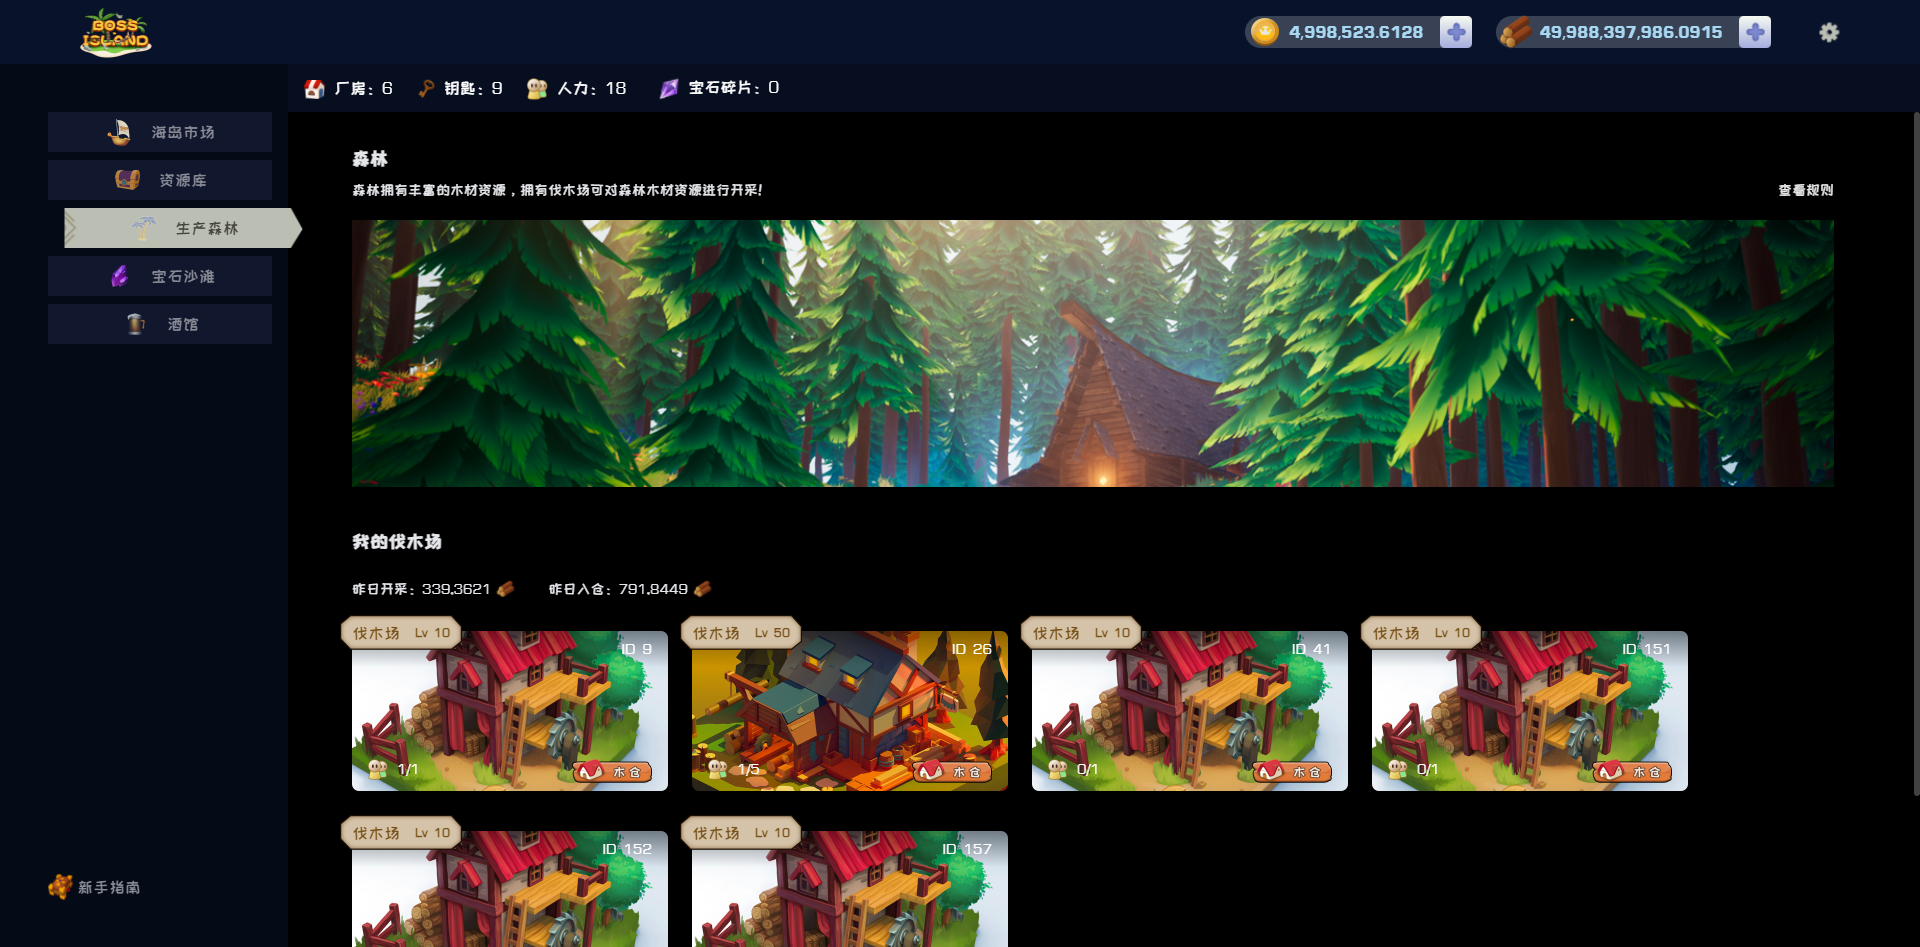 BOSS
ISLAND
4,998,523.6128
49,988,397,986.0915
厂房: 6
钥匙: 9
人力: 18
宝石碎片: 0
海岛市场
资源库
生产森林
宝石沙滩
酒馆
新手指南
森林
森林拥有丰富的木材资源，拥有伐木场可对森林木材资源进行开采!
查看规则
我的伐木场
昨日开采: 339.3621
昨日入仓: 791.8449
伐木场 Lv 10
ID 9
1/1
木仓
伐木场 Lv 50
ID 26
1/5
木仓
伐木场 Lv 10
ID 41
0/1
木仓
伐木场 Lv 10
ID 151
0/1
木仓
伐木场 Lv 10
ID 152
伐木场 Lv 10
ID 157